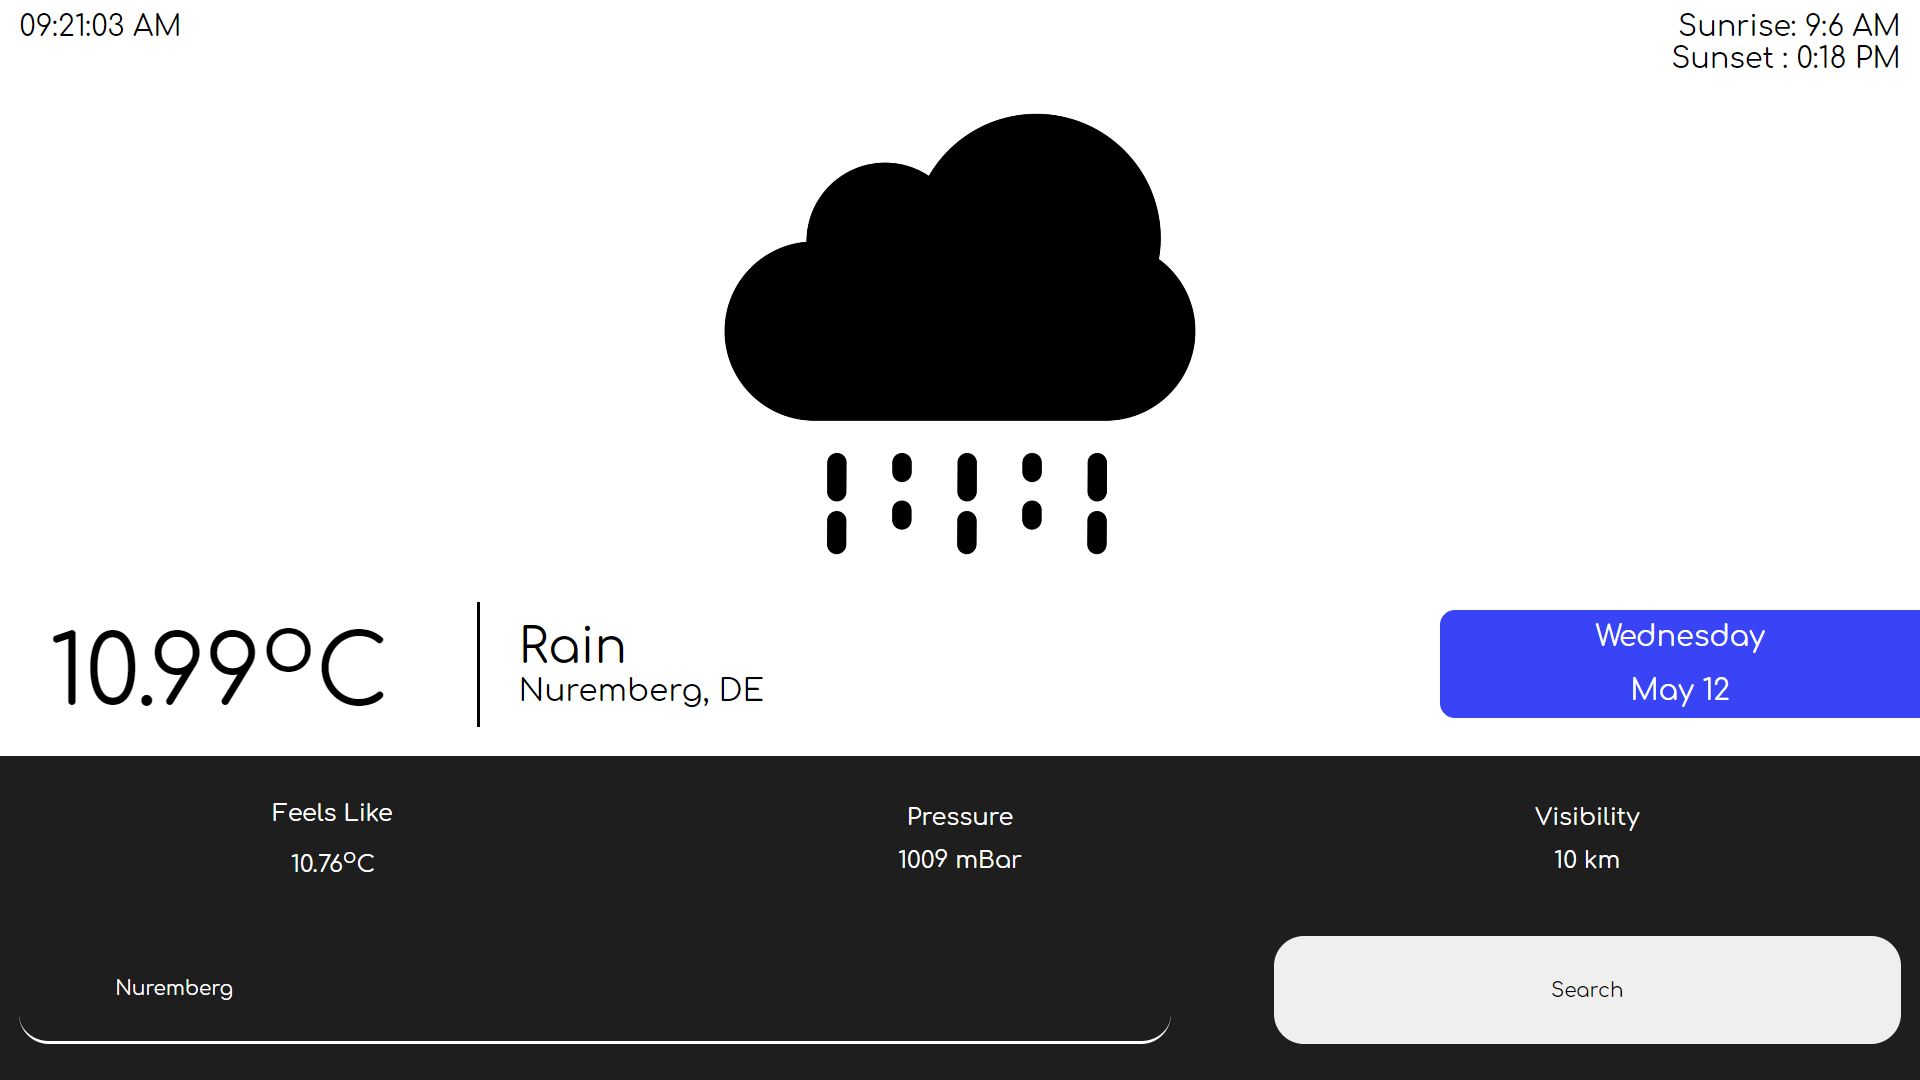 09:21:03 AM
Sunrise: 9:6 AM
Sunset : 0:18 PM
10.99°C
Rain
Nuremberg, DE
Wednesday
May 12
Feels Like
10.76°C
Pressure
1009 mBar
Visibility
10 km
Nuremberg
Search